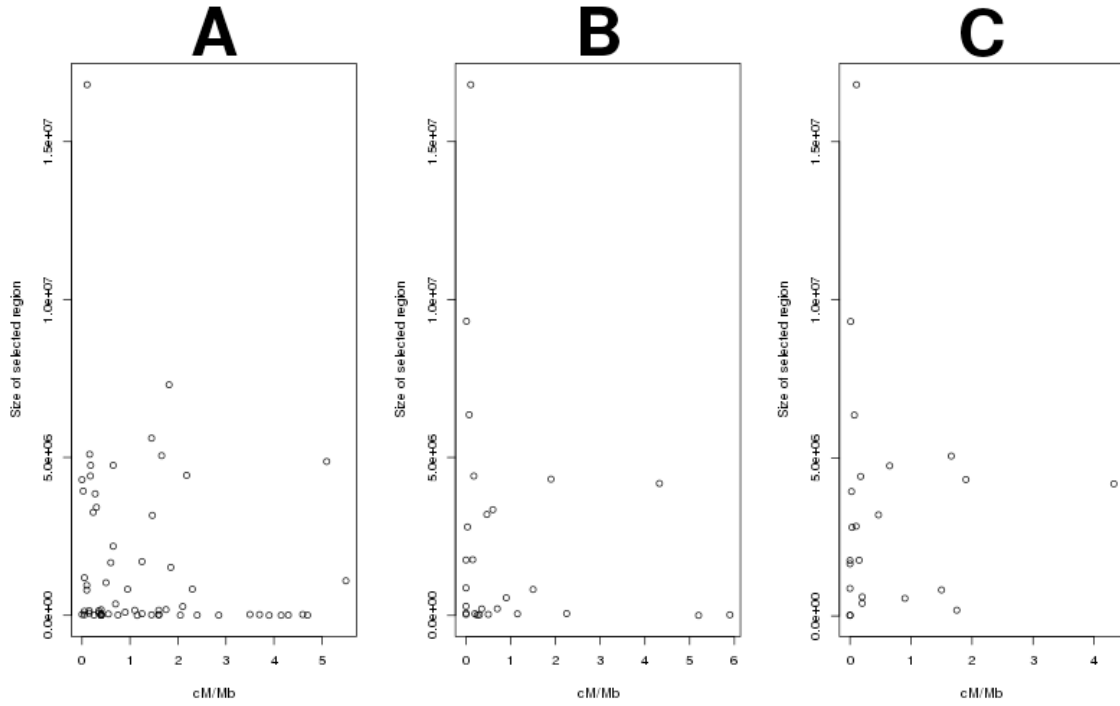 A B C
Size of selected region
0.0e+00 5.0e+06 1.0e+07 1.5e+07
0 1 2 3 4 5
cM/Mb
Size of selected region
0.0e+00 5.0e+06 1.0e+07 1.5e+07
0 1 2 3 4 5 6
cM/Mb
Size of selected region
0.0e+00 5.0e+06 1.0e+07 1.5e+07
0 1 2 3 4
cM/Mb